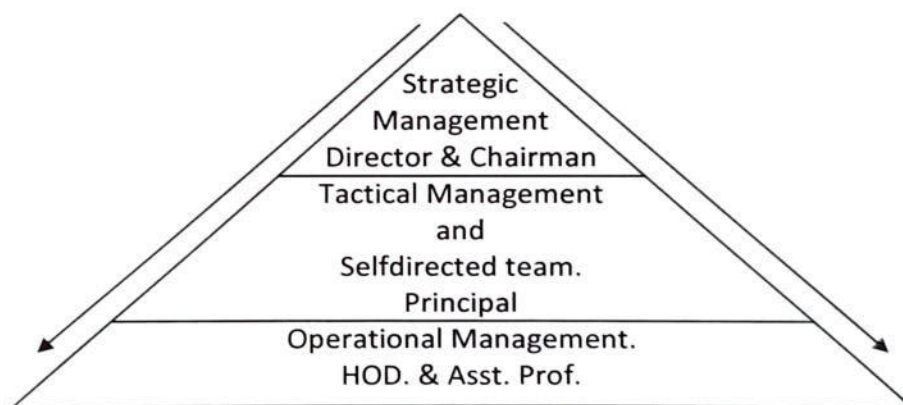 Strategic
Management
Director & Chairman
Tactical Management
and
Selfdirected team.
Principal
Operational Management.
HOD. & Asst. Prof.